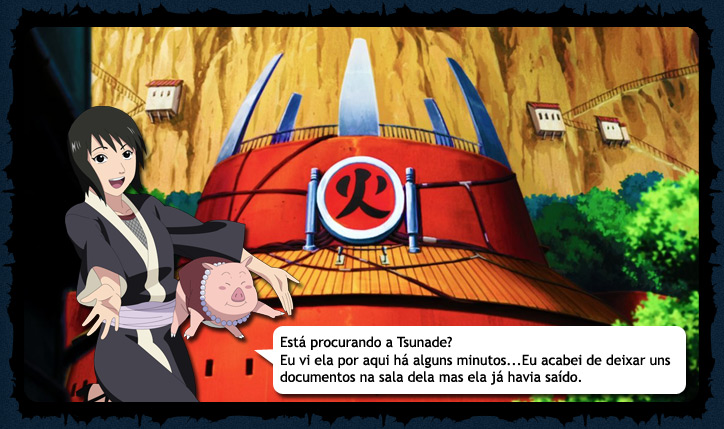 火
Está procurando a Tsunade?
Eu vi ela por aqui há alguns minutos...Eu acabei de deixar uns
documentos na sala dela mas ela já havia saído.